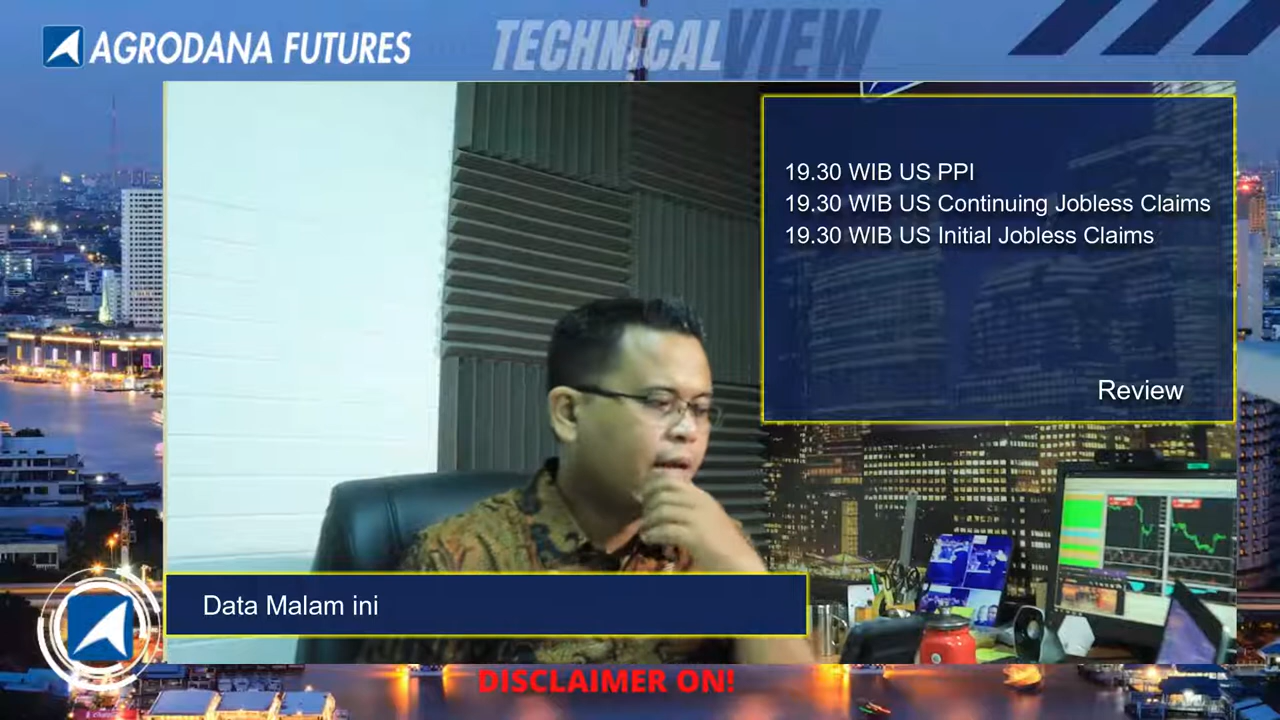 AGRODANA FUTURES
TECHNICAL VIEW
19.30 WIB US PPI
19.30 WIB US Continuing Jobless Claims
19.30 WIB US Initial Jobless Claims
Review
Data Malam ini
DISCLAIMER ON!